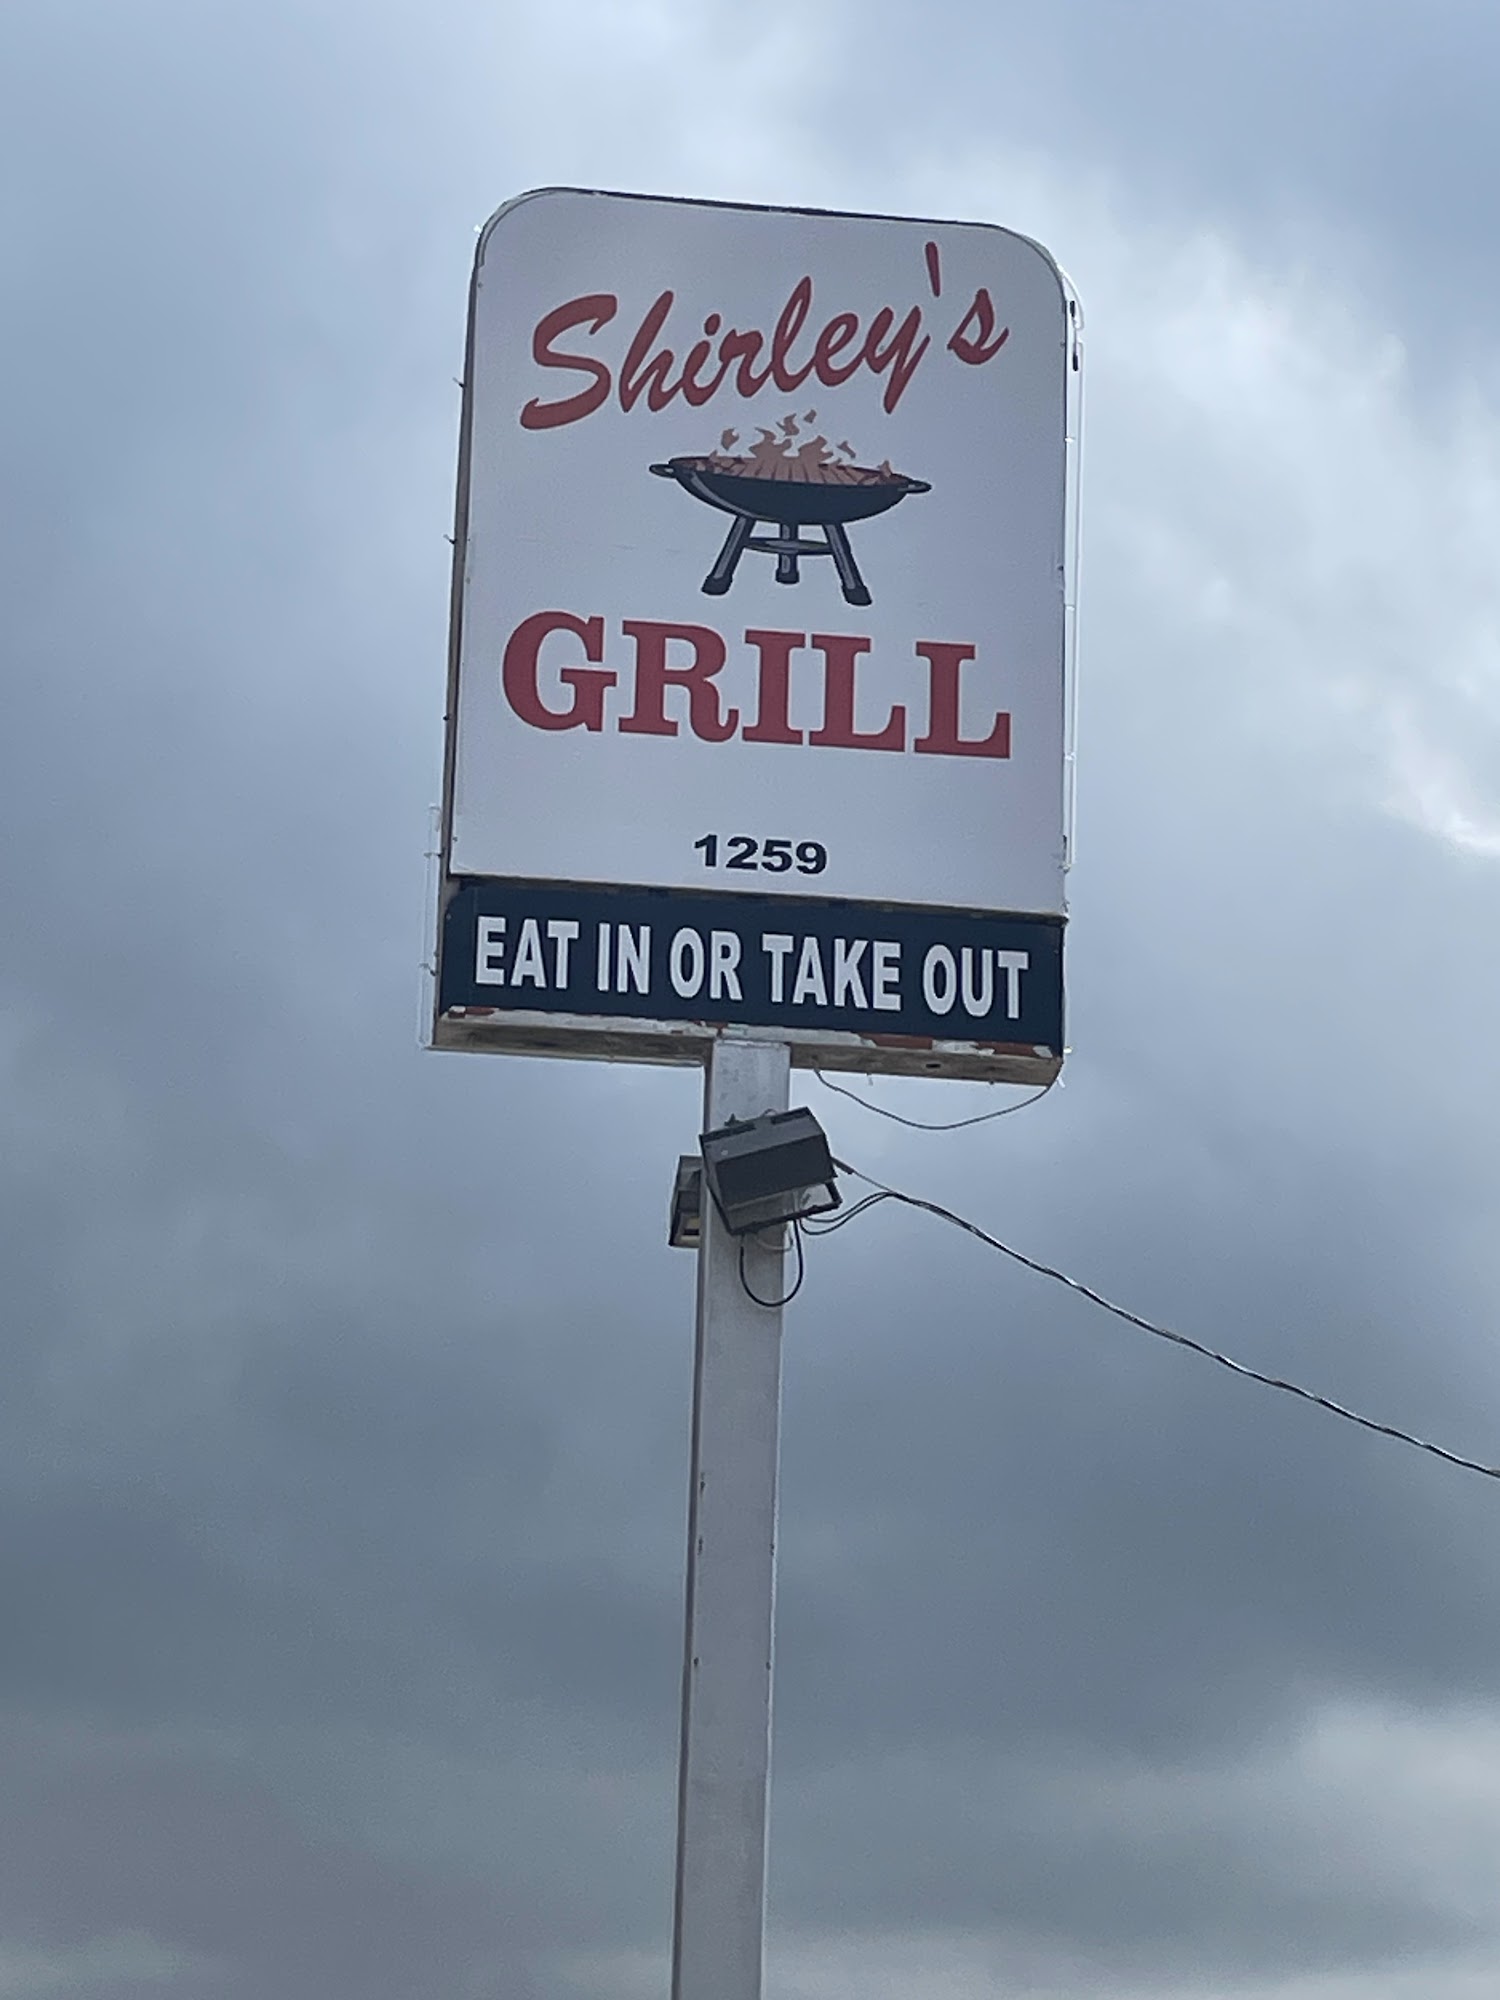 Shirley's
GRILL
1259
EAT IN OR TAKE OUT